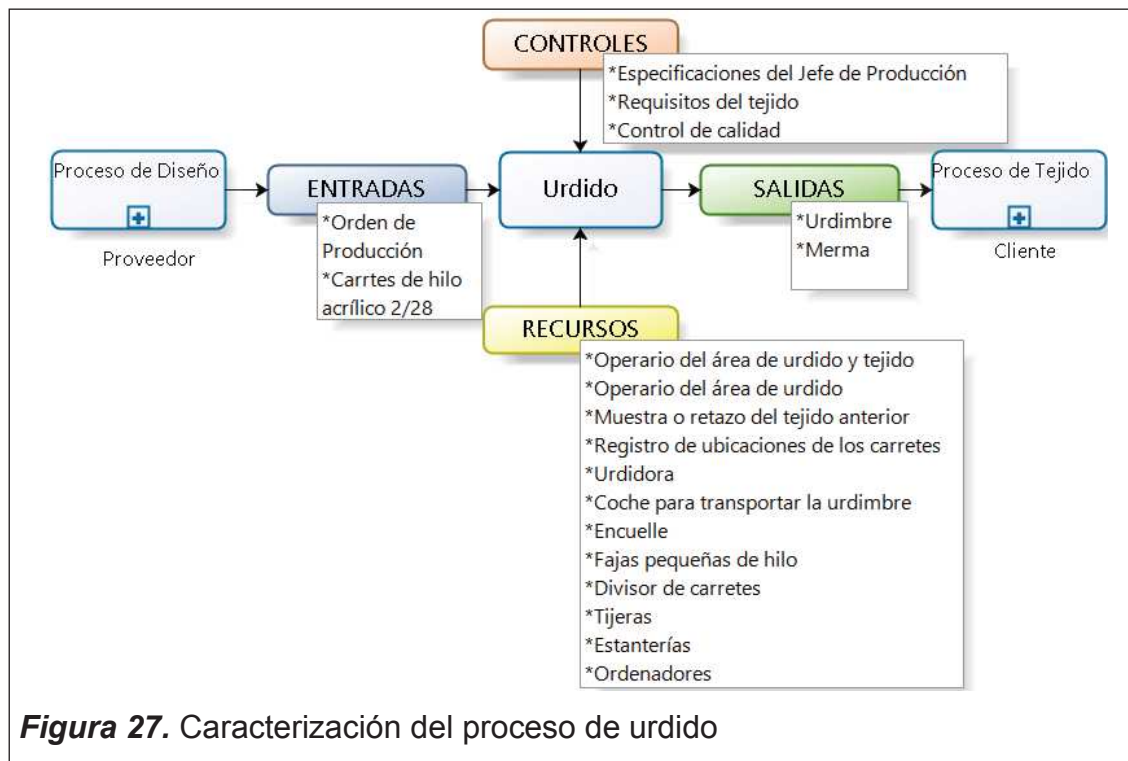 CONTROLES
*Especificaciones del Jefe de Producción
*Requisitos del tejido
*Control de calidad
Proceso de Diseño
Proveedor
ENTRADAS
*Orden de
Producción
*Carrtes de hilo
acrílico 2/28
Urdido
SALIDAS
*Urdimbre
*Merma
Proceso de Tejido
Cliente
RECURSOS
*Operario del área de urdido y tejido
*Operario del área de urdido
*Muestra o retazo del tejido anterior
*Registro de ubicaciones de los carretes
*Urdidora
*Coche para transportar la urdimbre
*Encuelle
*Fajas pequeñas de hilo
*Divisor de carretes
*Tijeras
*Estanterías
*Ordenadores
Figura 27. Caracterización del proceso de urdido